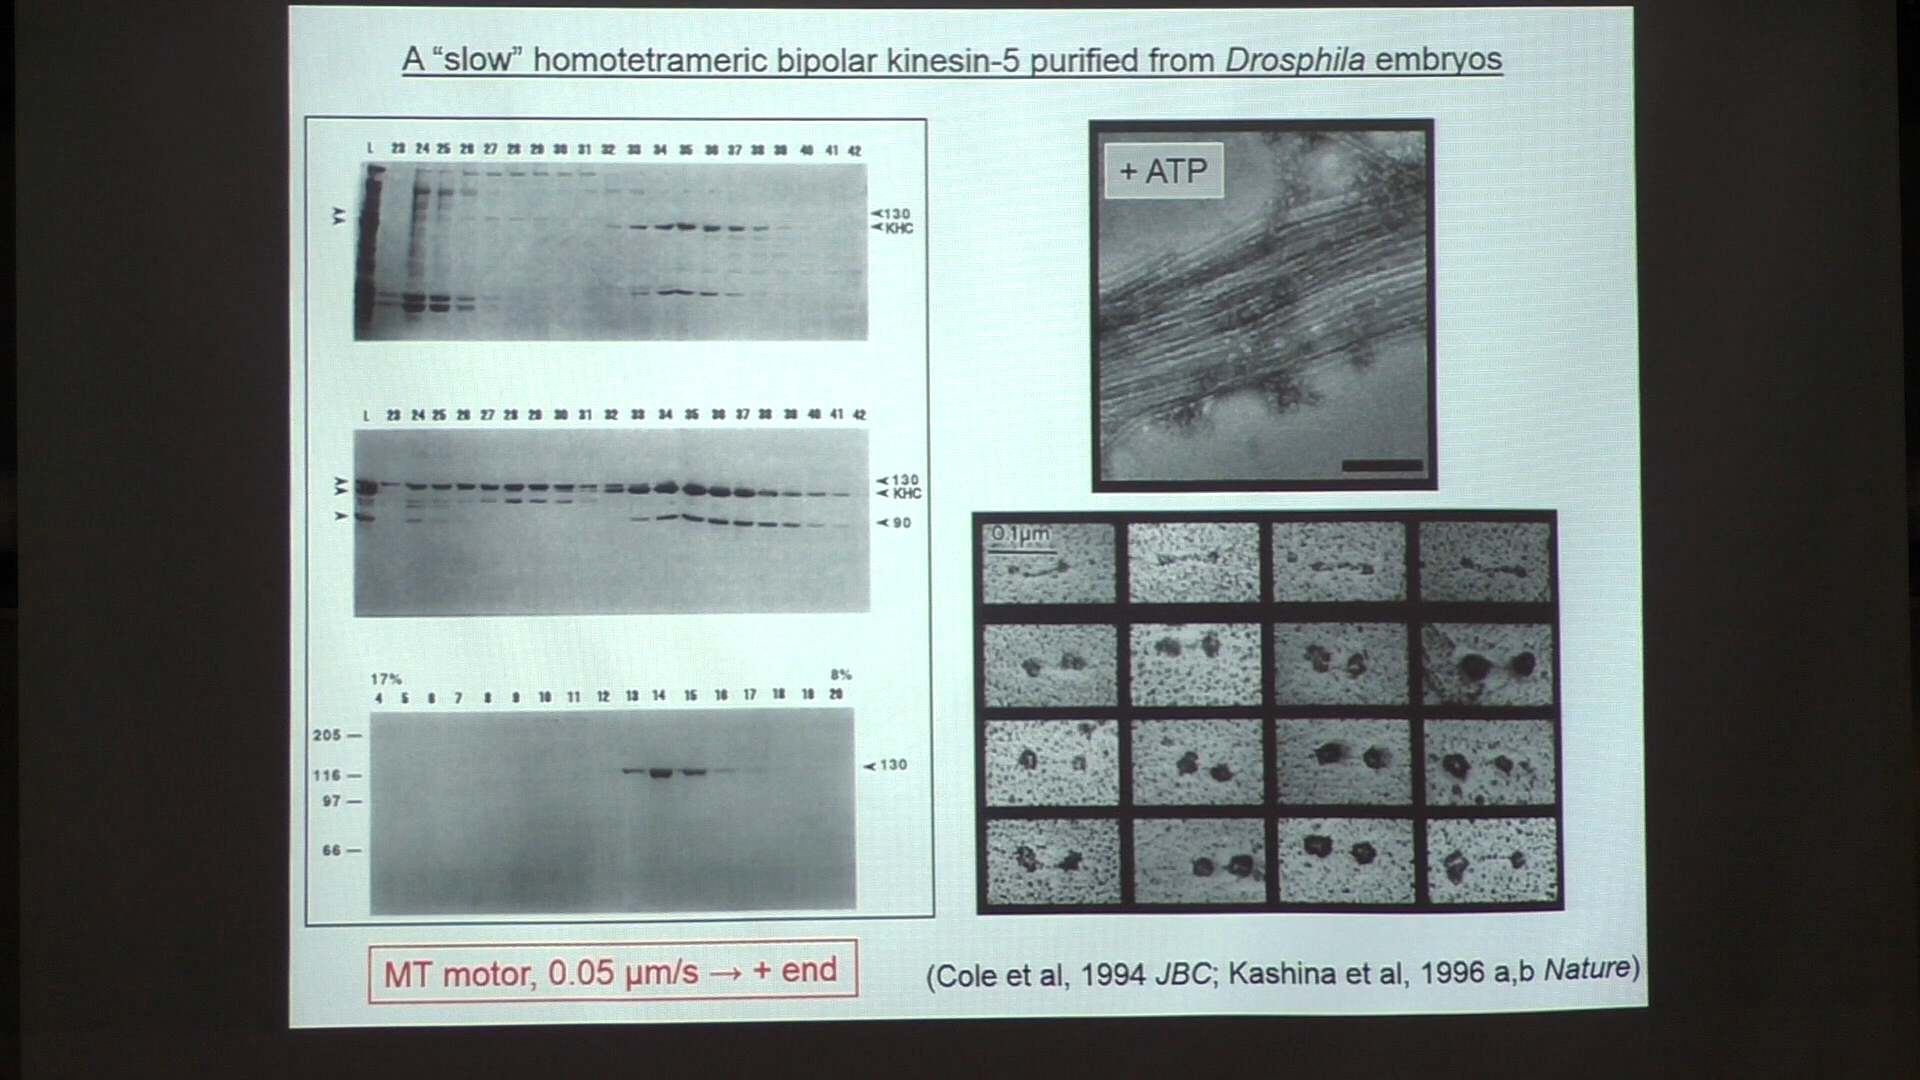 A “slow” homotetrameric bipolar kinesin-5 purified from Drosphila embryos
L 23 24 25 26 27 28 29 30 31 32 33 34 35 36 37 38 39 40 41 42
130
KHC
+ ATP
L 23 24 25 26 27 28 29 30 31 32 33 34 35 36 37 38 39 40 41 42
130
KHC
90
0.1µm
17% 8%
4 5 6 7 8 9 10 11 12 13 14 15 16 17 18 19 20
205
116
97
66
130
MT motor, 0.05 µm/s → + end
(Cole et al, 1994 JBC; Kashina et al, 1996 a,b Nature)